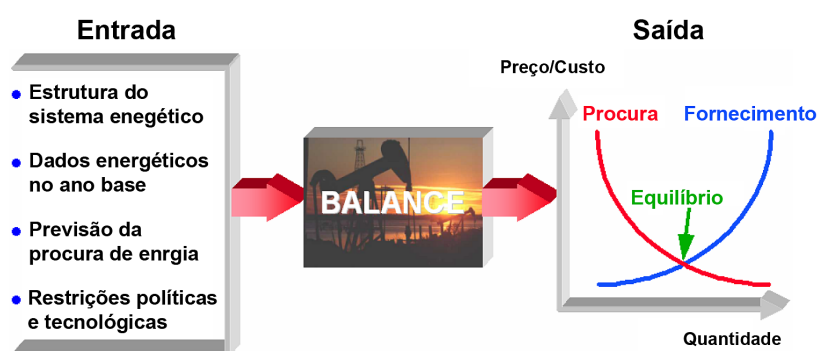 Entrada
Estrutura do
sistema enegético
Dados energéticos
no ano base
Previsão da
procura de enrgia
Restrições políticas
e tecnológicas
BALANCE
Saída
Preço/Custo
Procura
Fornecimento
Equilíbrio
Quantidade